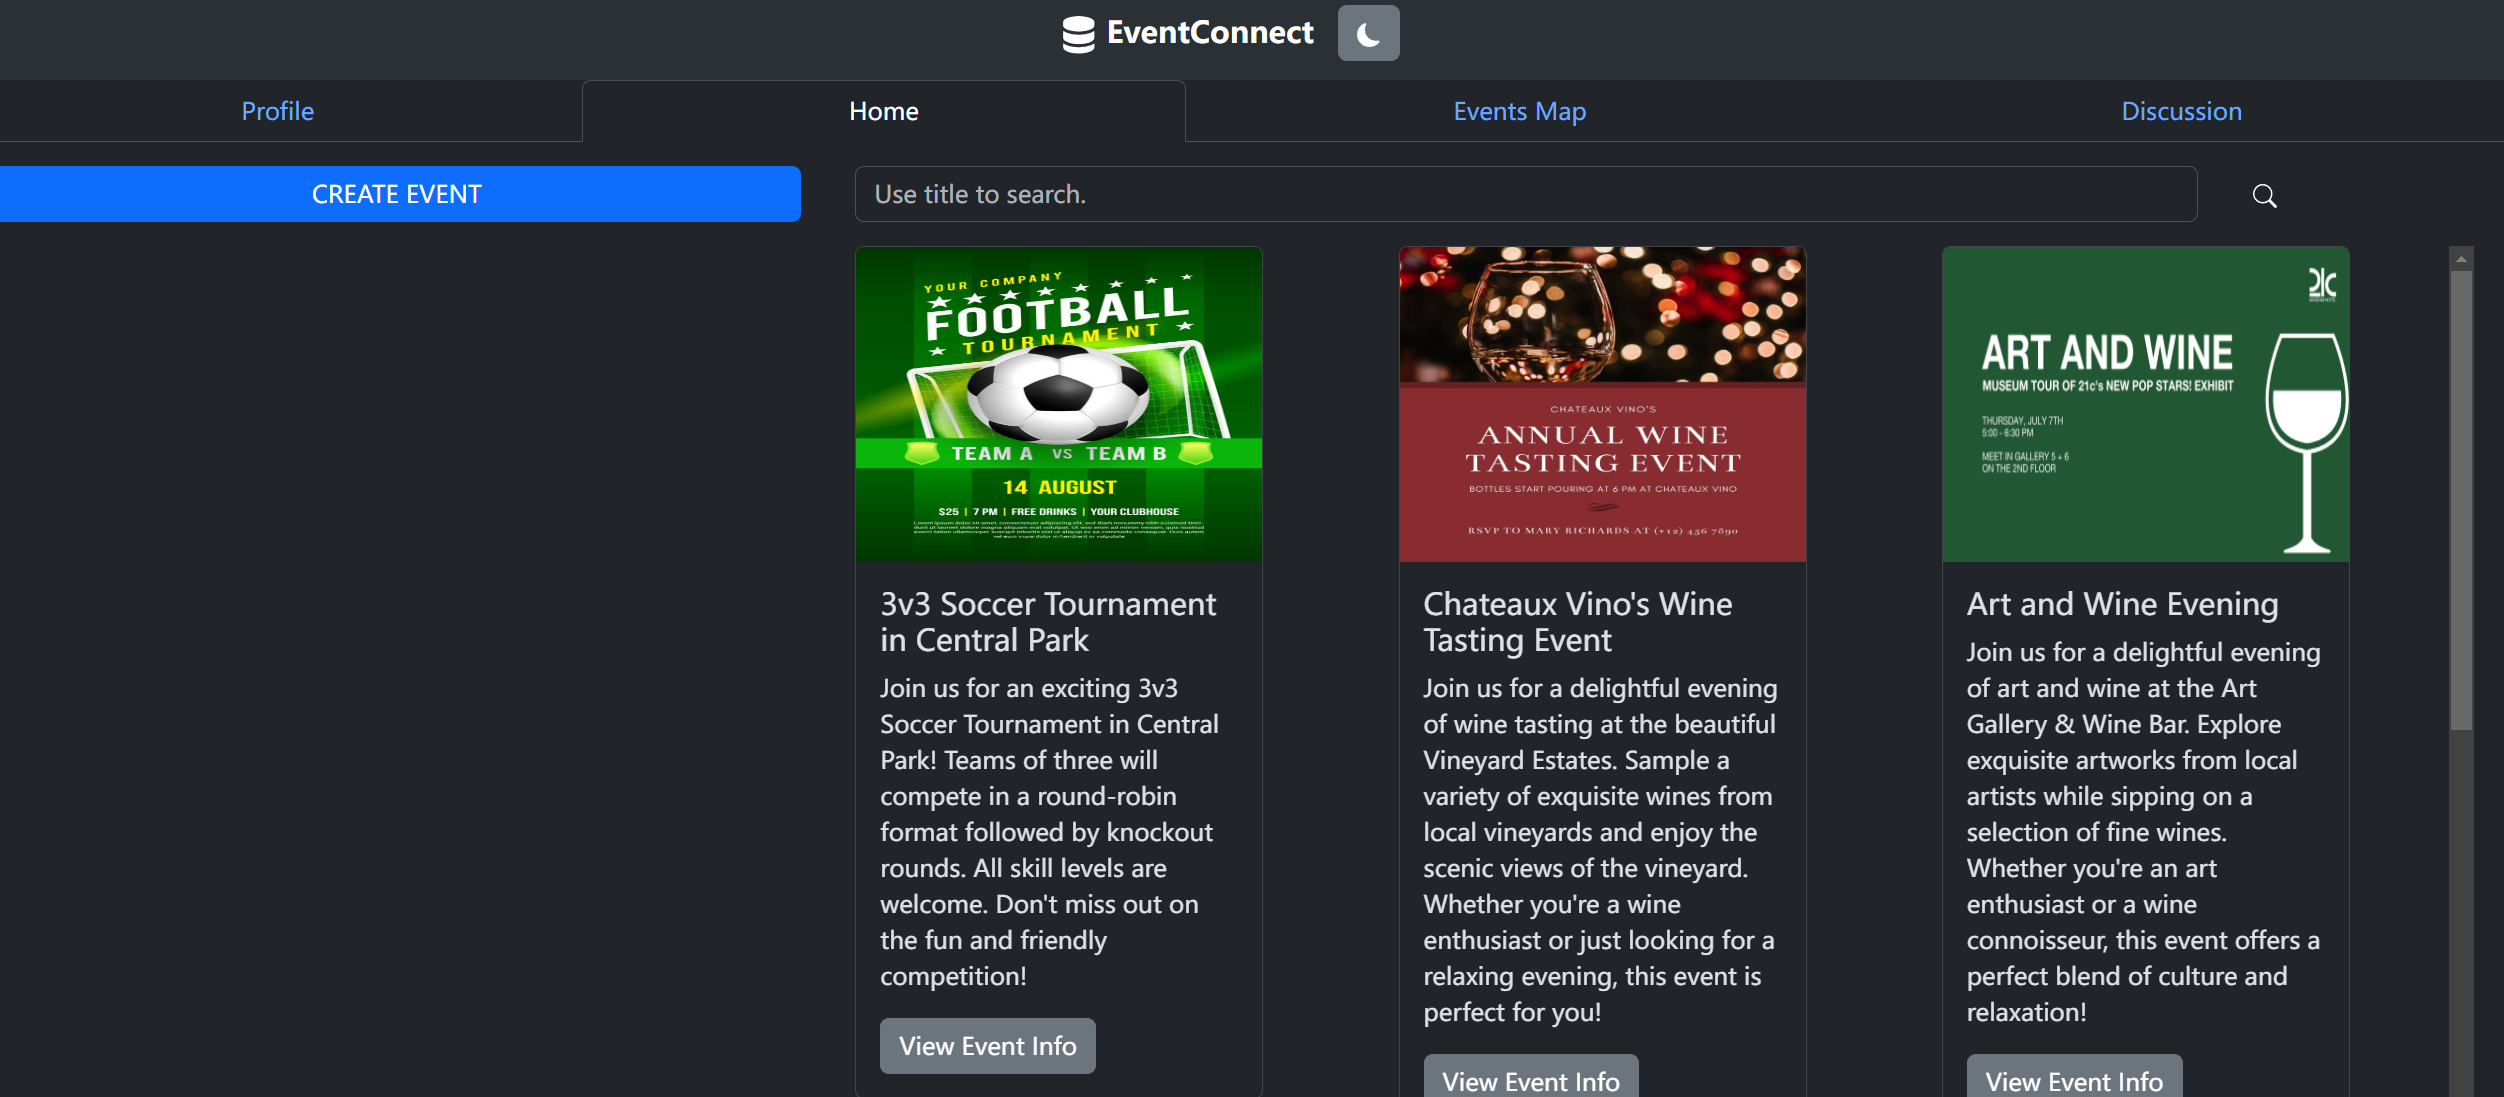 EventConnect
Profile
Home
Events Map
Discussion
CREATE EVENT
Use title to search.
YOUR COMPANY
FOOTBALL
TOURNAMENT
TEAM A VS TEAM B
14 AUGUST
$25 | 7 PM | FREE DRINKS | YOUR CLUBHOUSE
3v3 Soccer Tournament
in Central Park
Join us for an exciting 3v3
Soccer Tournament in Central
Park! Teams of three will
compete in a round-robin
format followed by knockout
rounds. All skill levels are
welcome. Don't miss out on
the fun and friendly
competition!
View Event Info
CHATEAUX VINO'S
ANNUAL WINE
TASTING EVENT
BOTTLES START POURING AT 6 PM AT CHATEAUX VINO
RSVP TO MARY RICHARDS AT (+12) 456 7890
Chateaux Vino's Wine
Tasting Event
Join us for a delightful evening
of wine tasting at the beautiful
Vineyard Estates. Sample a
variety of exquisite wines from
local vineyards and enjoy the
scenic views of the vineyard.
Whether you're a wine
enthusiast or just looking for a
relaxing evening, this event is
perfect for you!
View Event Info
21c
ART AND WINE
MUSEUM TOUR OF 21c's NEW POP STARS! EXHIBIT
THURSDAY, JULY 7TH
5:00 - 6:30 PM
MEET IN GALLERY 5 + 6
ON THE 2ND FLOOR
Art and Wine Evening
Join us for a delightful evening
of art and wine at the Art
Gallery & Wine Bar. Explore
exquisite artworks from local
artists while sipping on a
selection of fine wines.
Whether you're an art
enthusiast or a wine
connoisseur, this event offers a
perfect blend of culture and
relaxation!
View Event Info